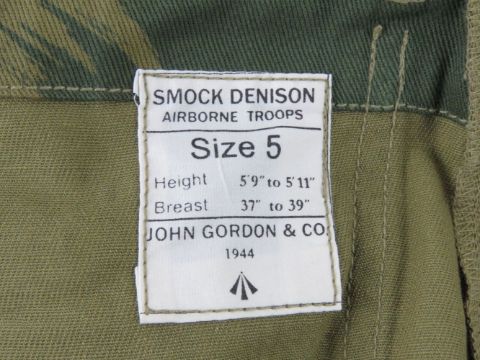 SMOCK DENISON
AIRBORNE TROOPS
Size 5
Height 5'9" to 5'11"
Breast 37" to 39"
JOHN GORDON & CO.
1944